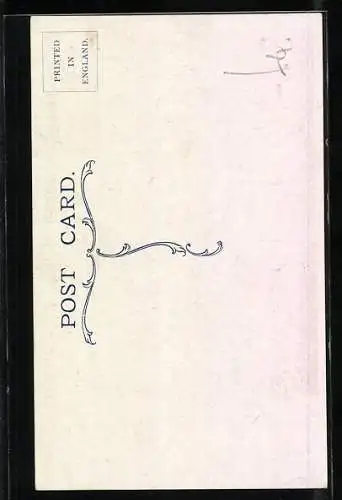 POST CARD.
PRINTED
IN
ENGLAND.